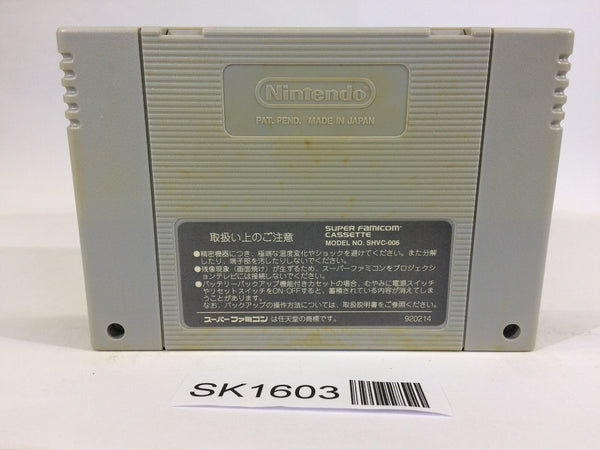 Nintendo
PAT. PEND. MADE IN JAPAN
取扱い上のご注意
SUPER FAMICOM
CASSETTE
MODEL NO. SHVC-006
●精密機器につき、極端な温度変化やショックを避けてください。また分解
したり、端子部を汚したりしないでください。
●残像現象(画面焼け)が生ずるため、スーパーファミコンをプロジェクシ
ョンテレビには接続しないでください。
●バッテリーバックアップ機能付きカセットの場合、むやみに電源スイッチ
やリセットスイッチをON・OFFすると、蓄積されている内容が消えてしま
うことがあります。
なお、バックアップの操作方法については、取扱説明書をご参照ください。
スーパーファミコン は任天堂の商標です。
920214
SK1603